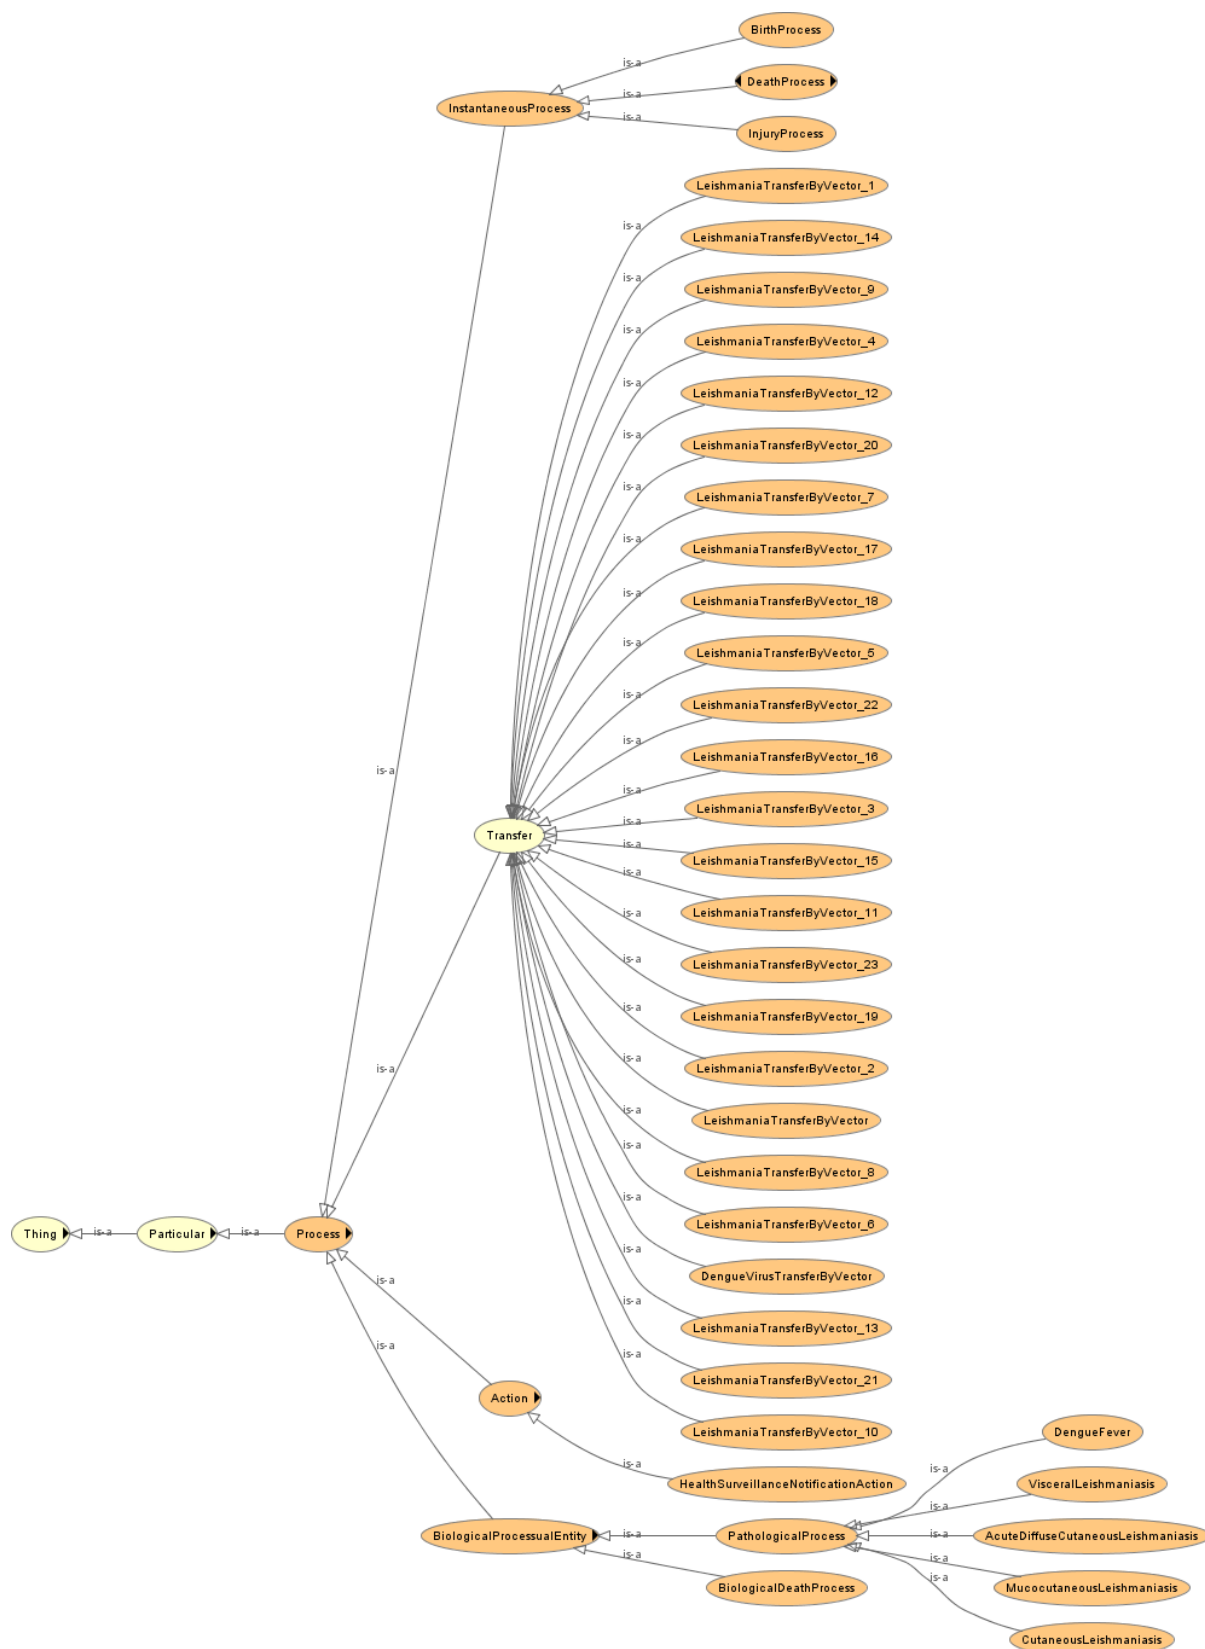 BirthProcess
is-a
DeathProcess
is-a
InstantaneousProcess
is-a
InjuryProcess
LeishmaniaTransferByVector_1
is-a
LeishmaniaTransferByVector_14
is-a
LeishmaniaTransferByVector_9
is-a
LeishmaniaTransferByVector_4
is-a
LeishmaniaTransferByVector_12
is-a
LeishmaniaTransferByVector_20
is-a
LeishmaniaTransferByVector_7
is-a
LeishmaniaTransferByVector_17
is-a
LeishmaniaTransferByVector_18
is-a
LeishmaniaTransferByVector_5
is-a
LeishmaniaTransferByVector_22
is-a
LeishmaniaTransferByVector_16
is-a
is-a
LeishmaniaTransferByVector_3
is-a
Transfer
is-a
LeishmaniaTransferByVector_15
is-a
LeishmaniaTransferByVector_11
is-a
LeishmaniaTransferByVector_23
is-a
LeishmaniaTransferByVector_19
is-a
LeishmaniaTransferByVector_2
is-a
is-a
LeishmaniaTransferByVector
is-a
LeishmaniaTransferByVector_8
is-a
LeishmaniaTransferByVector_6
Thing
is-a
Particular
is-a
Process
is-a
DengueVirusTransferByVector
is-a
is-a
LeishmaniaTransferByVector_13
is-a
is-a
LeishmaniaTransferByVector_21
Action
LeishmaniaTransferByVector_10
DengueFever
is-a
is-a
HealthSurveillanceNotificationAction
VisceralLeishmaniasis
is-a
BiologicalProcessualEntity
is-a
PathologicalProcess
is-a
AcuteDiffuseCutaneousLeishmaniasis
is-a
is-a
BiologicalDeathProcess
MucocutaneousLeishmaniasis
is-a
CutaneousLeishmaniasis